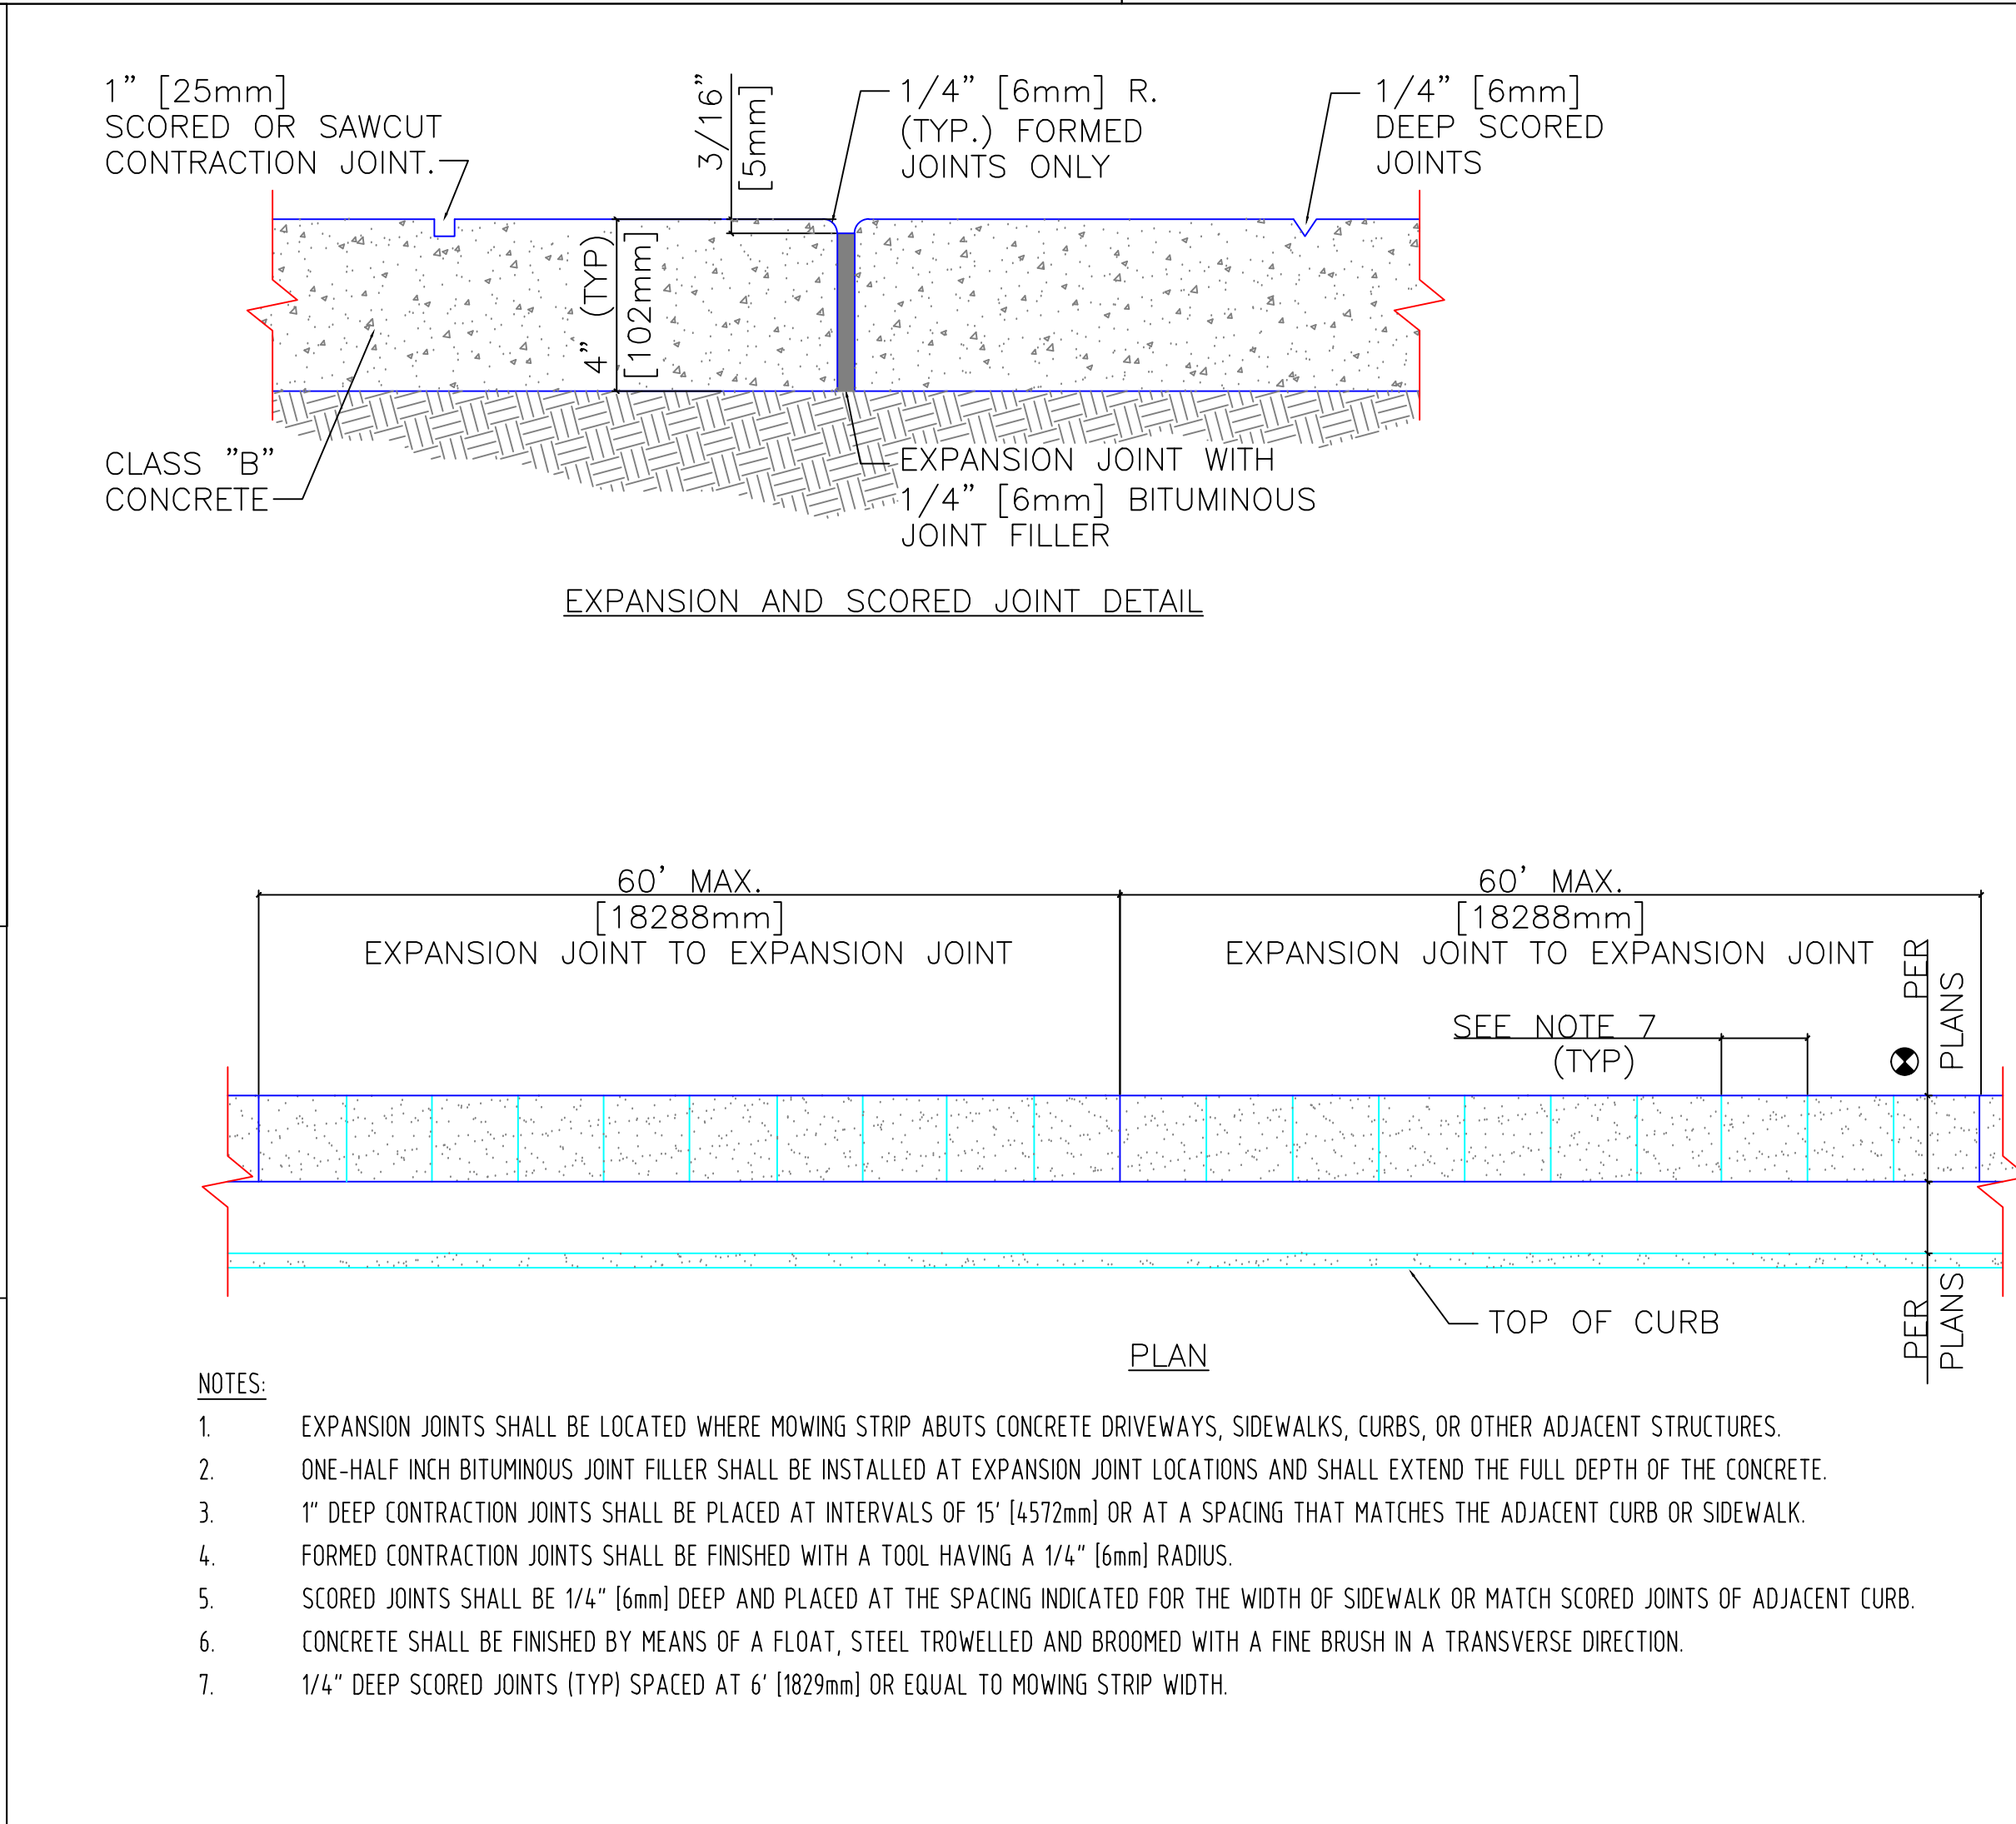 1" [25mm]
SCORED OR SAWCUT
CONTRACTION JOINT.
3/16"
[5mm]
1/4" [6mm] R.
(TYP.) FORMED
JOINTS ONLY
1/4" [6mm]
DEEP SCORED
JOINTS
4" (TYP)
[102mm]
CLASS "B"
CONCRETE
EXPANSION JOINT WITH
1/4" [6mm] BITUMINOUS
JOINT FILLER
EXPANSION AND SCORED JOINT DETAIL
60' MAX.
[18288mm]
EXPANSION JOINT TO EXPANSION JOINT
60' MAX.
[18288mm]
EXPANSION JOINT TO EXPANSION JOINT
PER
PLANS
SEE NOTE 7
(TYP)
TOP OF CURB
PER
PLANS
PLAN
NOTES:
1. EXPANSION JOINTS SHALL BE LOCATED WHERE MOWING STRIP ABUTS CONCRETE DRIVEWAYS, SIDEWALKS, CURBS, OR OTHER ADJACENT STRUCTURES.
2. ONE-HALF INCH BITUMINOUS JOINT FILLER SHALL BE INSTALLED AT EXPANSION JOINT LOCATIONS AND SHALL EXTEND THE FULL DEPTH OF THE CONCRETE.
3. 1" DEEP CONTRACTION JOINTS SHALL BE PLACED AT INTERVALS OF 15' [4572mm] OR AT A SPACING THAT MATCHES THE ADJACENT CURB OR SIDEWALK.
4. FORMED CONTRACTION JOINTS SHALL BE FINISHED WITH A TOOL HAVING A 1/4" [6mm] RADIUS.
5. SCORED JOINTS SHALL BE 1/4" [6mm] DEEP AND PLACED AT THE SPACING INDICATED FOR THE WIDTH OF SIDEWALK OR MATCH SCORED JOINTS OF ADJACENT CURB.
6. CONCRETE SHALL BE FINISHED BY MEANS OF A FLOAT, STEEL TROWELLED AND BROOMED WITH A FINE BRUSH IN A TRANSVERSE DIRECTION.
7. 1/4" DEEP SCORED JOINTS (TYP) SPACED AT 6' [1829mm] OR EQUAL TO MOWING STRIP WIDTH.